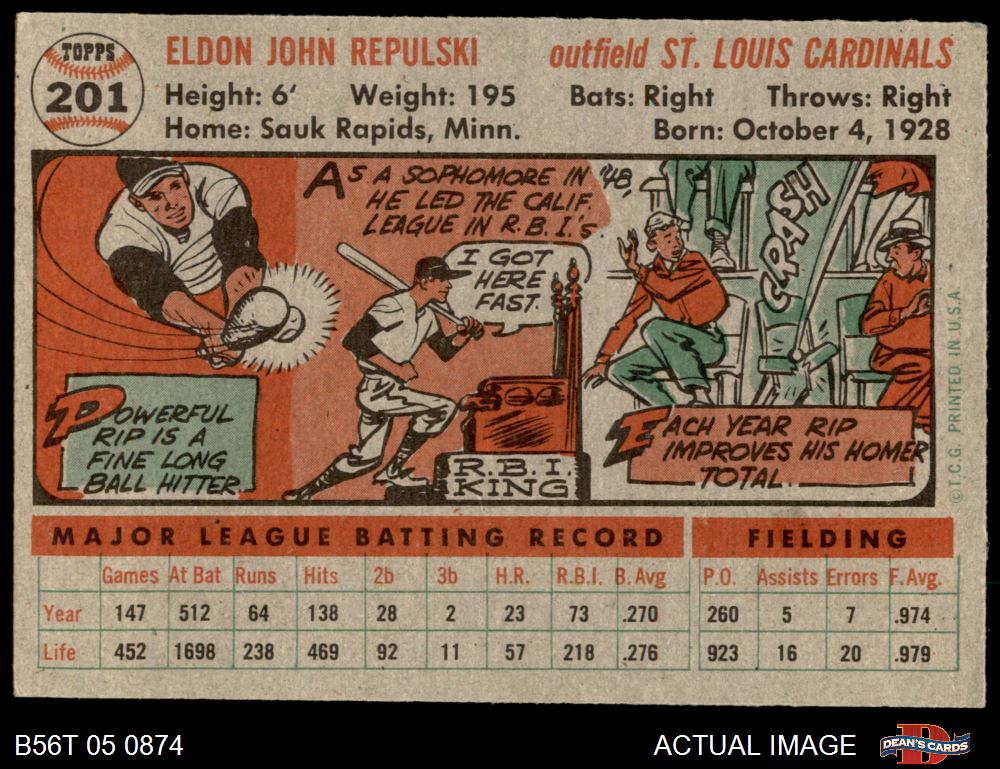 TOPPS
201
ELDON JOHN REPULSKI outfield ST. LOUIS CARDINALS
Height: 6' Weight: 195 Bats: Right Throws: Right
Home: Sauk Rapids, Minn. Born: October 4, 1928
AS A SOPHOMORE IN '48,
HE LED THE CALIF.
LEAGUE IN R.B.I.'s.
I GOT
HERE
FAST.
R.B.I.
KING
POWERFUL
RIP IS A
FINE LONG
BALL HITTER.
CRASH
EACH YEAR RIP
IMPROVES HIS HOMER
TOTAL.
©T.C.G. PRINTED IN U.S.A.
MAJOR LEAGUE BATTING RECORD FIELDING
Games At Bat Runs Hits 2b 3b H.R. R.B.I. B. Avg P.O. Assists Errors F. Avg.
Year 147 512 64 138 28 2 23 73 .270 260 5 7 .974
Life 452 1698 238 469 92 11 57 218 .276 923 16 20 .979
B56T 05 0874 ACTUAL IMAGE DEAN'S CARDS